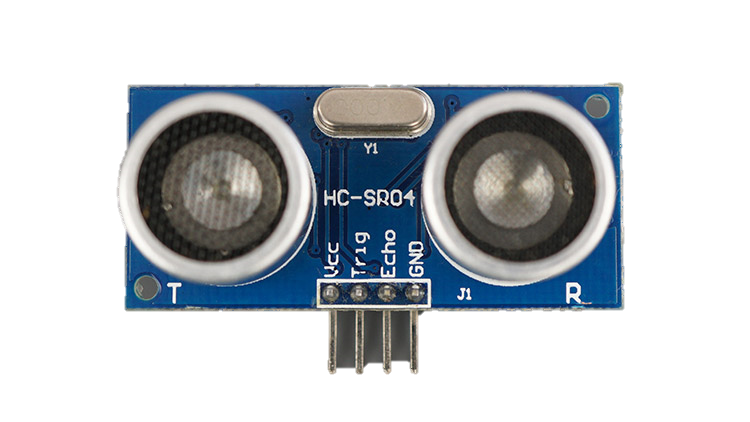 Y1
HC-SR04
Vcc
Trig
Echo
GND
T
J1
R